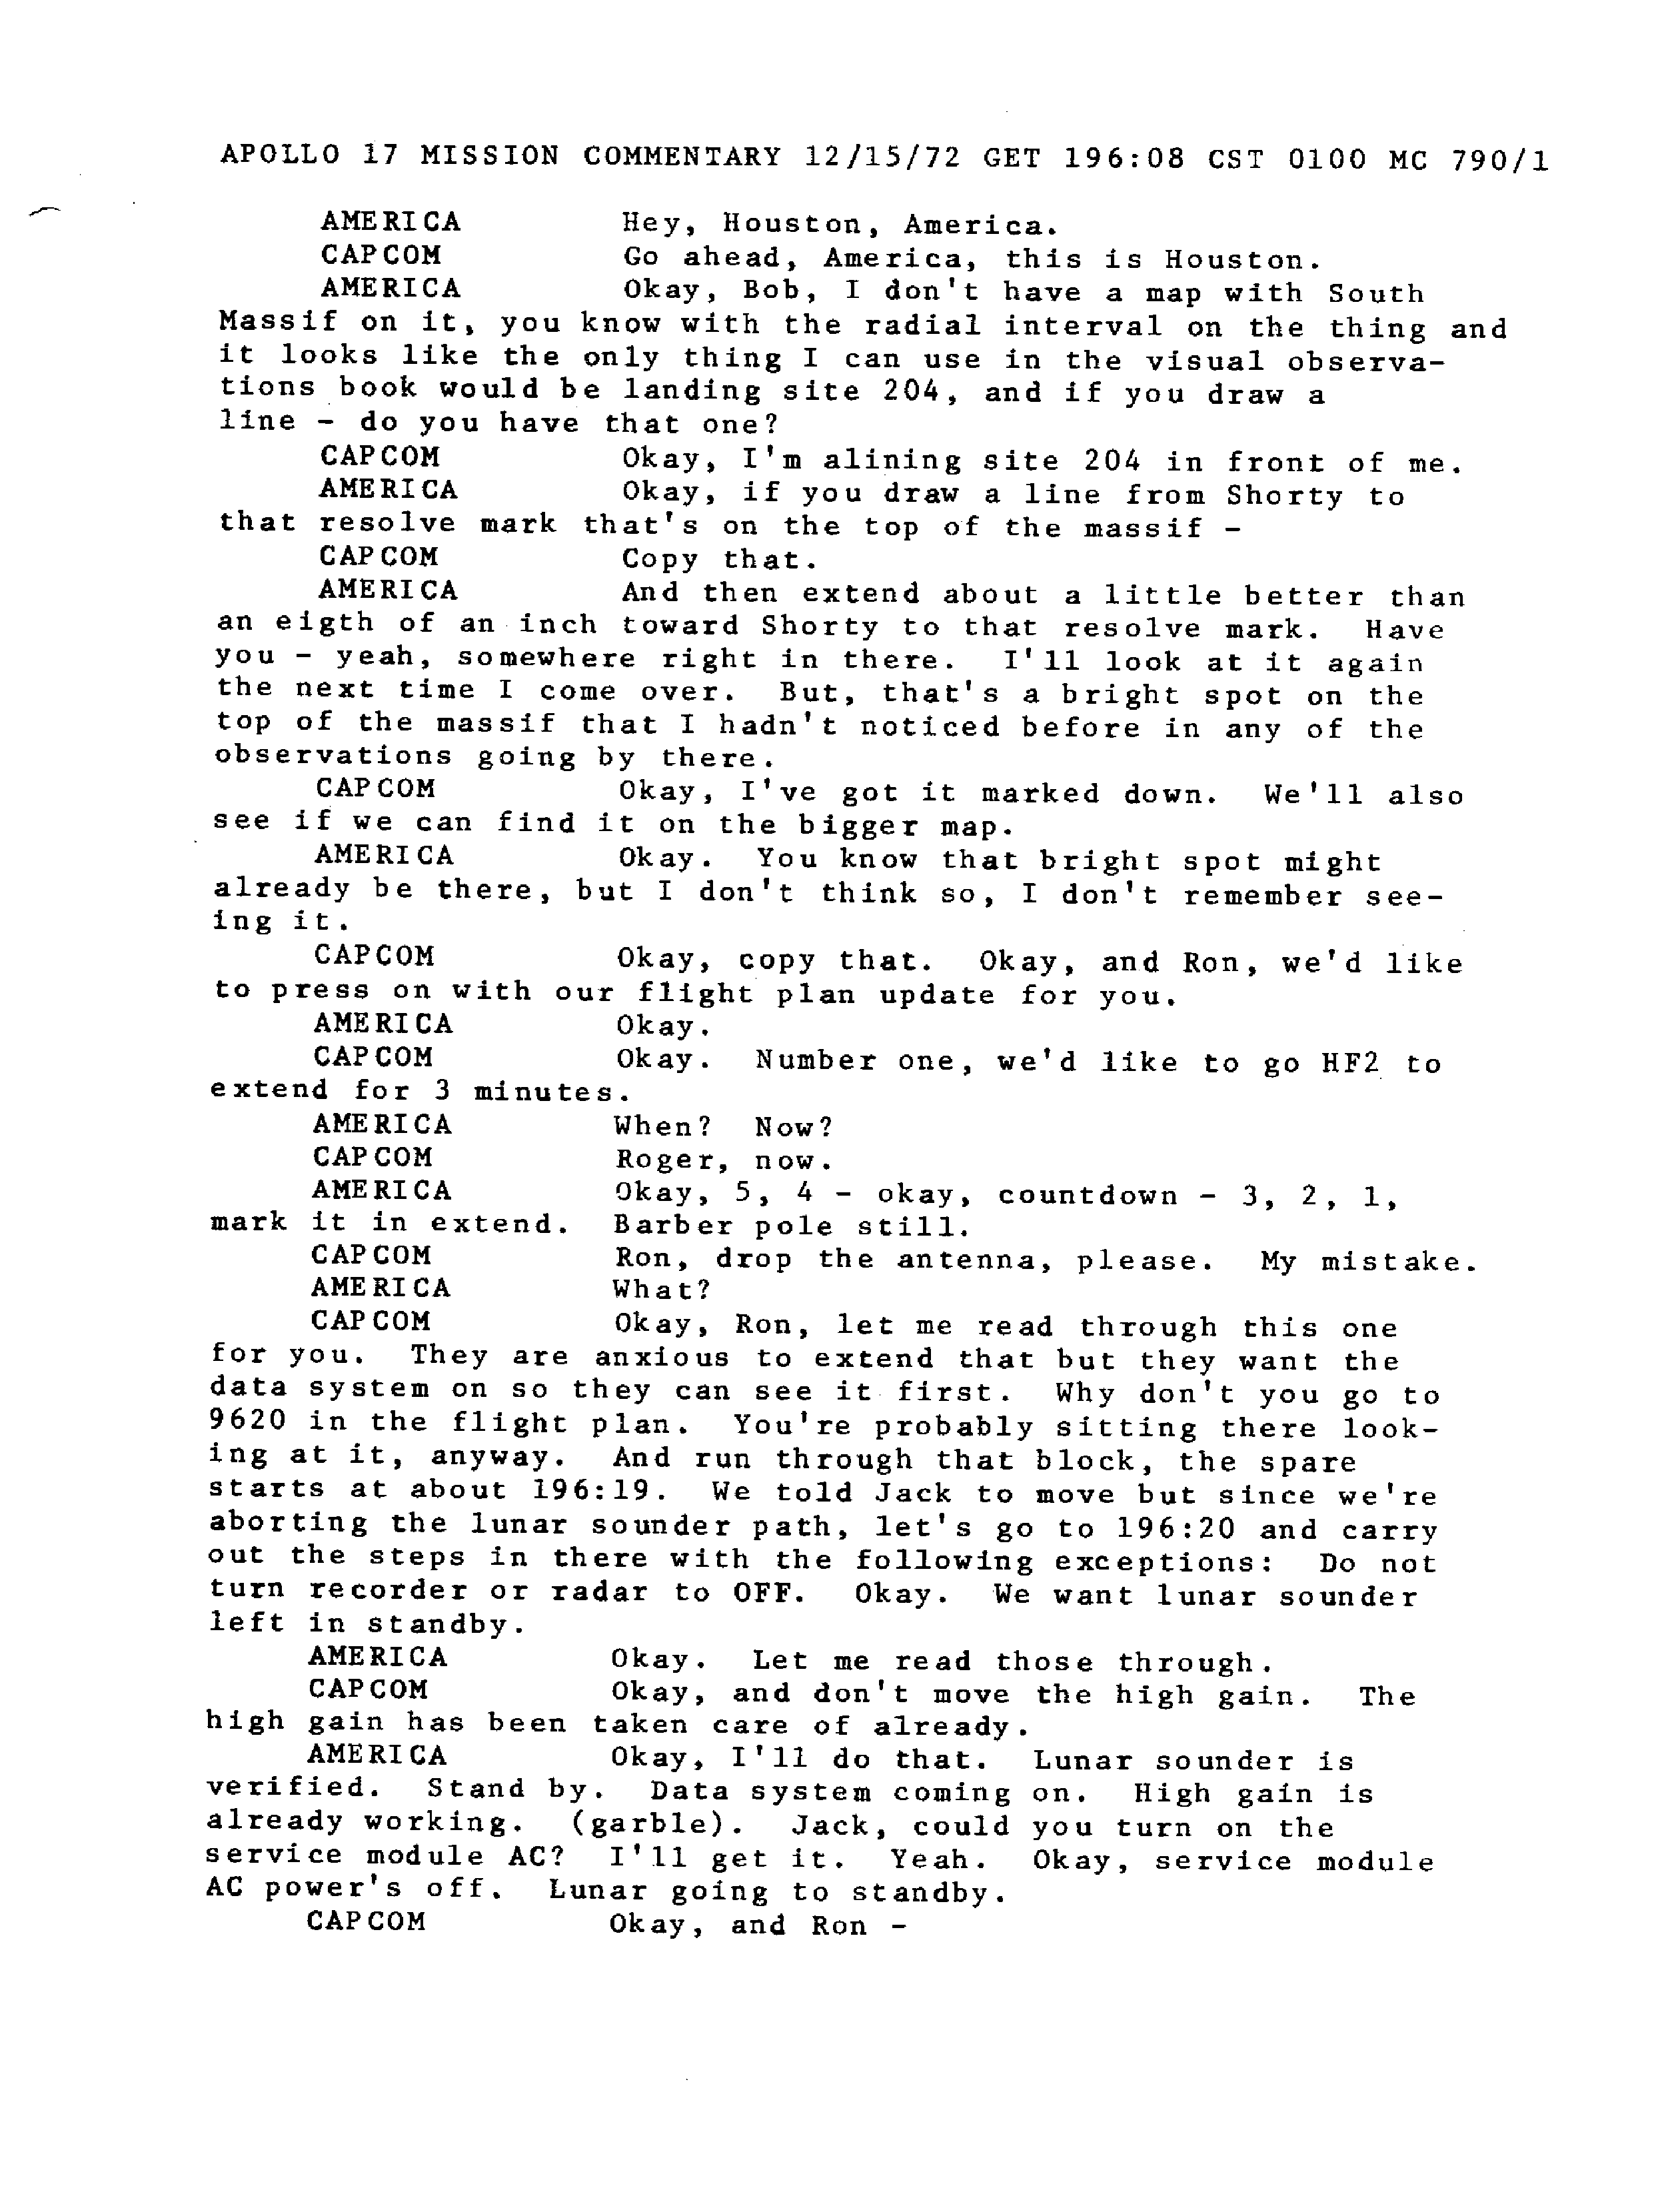 APOLLO 17 MISSION COMMENTARY 12/15/72 GET 196:08 CST 0100 MC 790/1
AMERICA Hey, Houston, America.
CAPCOM Go ahead, America, this is Houston.
AMERICA Okay, Bob, I don't have a map with South
Massif on it, you know with the radial interval on the thing and
it looks like the only thing I can use in the visual observa-
tions book would be landing site 204, and if you draw a
line - do you have that one?
CAPCOM Okay, I'm alining site 204 in front of me.
AMERICA Okay, if you draw a line from Shorty to
that resolve mark that's on the top of the massif -
CAPCOM Copy that.
AMERICA And then extend about a little better than
an eigth of an inch toward Shorty to that resolve mark. Have
you - yeah, somewhere right in there. I'll look at it again
the next time I come over. But, that's a bright spot on the
top of the massif that I hadn't noticed before in any of the
observations going by there.
CAPCOM Okay, I've got it marked down. We'll also
see if we can find it on the bigger map.
AMERICA Okay. You know that bright spot might
already be there, but I don't think so, I don't remember see-
ing it.
CAPCOM Okay, copy that. Okay, and Ron, we'd like
to press on with our flight plan update for you.
AMERICA Okay.
CAPCOM Okay. Number one, we'd like to go HF2 to
extend for 3 minutes.
AMERICA When? Now?
CAPCOM Roger, now.
AMERICA Okay, 5, 4 - okay, countdown - 3, 2, 1,
mark it in extend. Barber pole still.
CAPCOM Ron, drop the antenna, please. My mistake.
AMERICA What?
CAPCOM Okay, Ron, let me read through this one
for you. They are anxious to extend that but they want the
data system on so they can see it first. Why don't you go to
9620 in the flight plan. You're probably sitting there look-
ing at it, anyway. And run through that block, the spare
starts at about 196:19. We told Jack to move but since we're
aborting the lunar sounder path, let's go to 196:20 and carry
out the steps in there with the following exceptions: Do not
turn recorder or radar to OFF. Okay. We want lunar sounder
left in standby.
AMERICA Okay. Let me read those through.
CAPCOM Okay, and don't move the high gain. The
high gain has been taken care of already.
AMERICA Okay, I'll do that. Lunar sounder is
verified. Stand by. Data system coming on. High gain is
already working. (garble). Jack, could you turn on the
service module AC? I'll get it. Yeah. Okay, service module
AC power's off. Lunar going to standby.
CAPCOM Okay, and Ron -